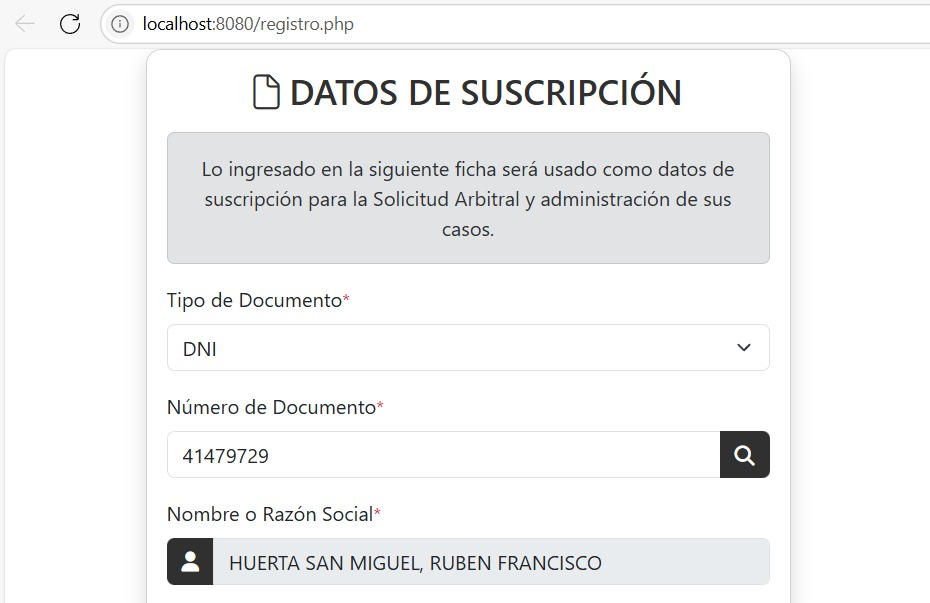 localhost:8080/registro.php
DATOS DE SUSCRIPCIÓN
Lo ingresado en la siguiente ficha será usado como datos de
suscripción para la Solicitud Arbitral y administración de sus
casos.
Tipo de Documento*
DNI
Número de Documento*
41479729
Nombre o Razón Social*
HUERTA SAN MIGUEL, RUBEN FRANCISCO